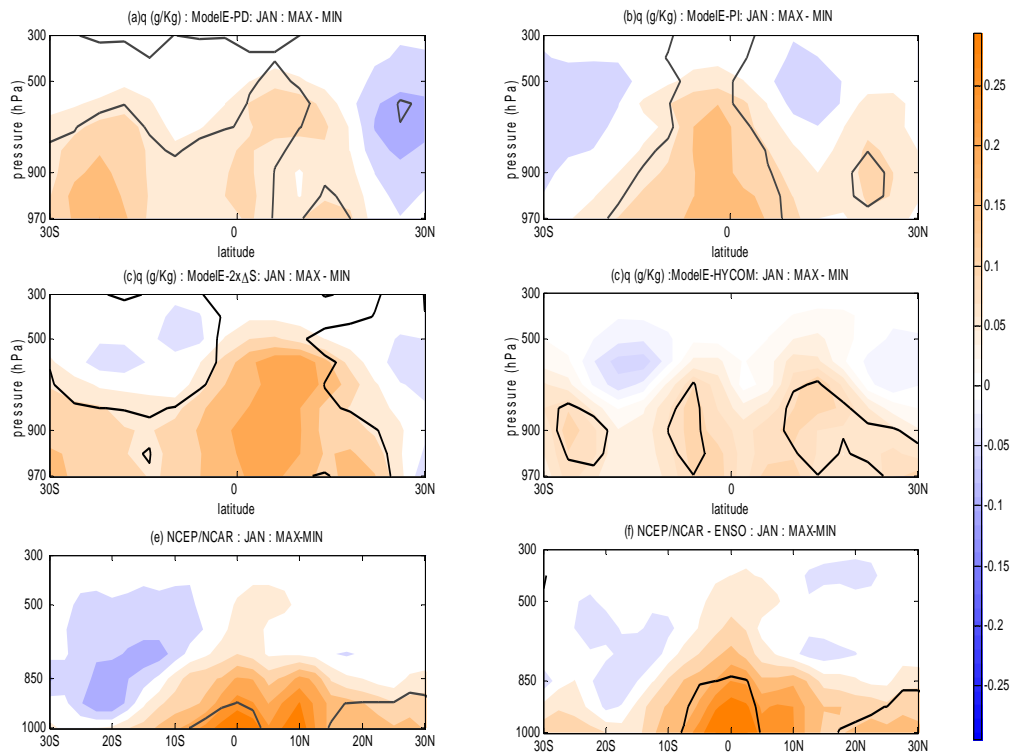 (a)q (g/Kg) : ModelE-PD: JAN : MAX - MIN
300
500
900
970
pressure (hPa)
30S 0 30N
latitude
(b)q (g/Kg) : ModelE-PI: JAN : MAX - MIN
300
500
900
970
pressure (hPa)
30S 0 30N
latitude
(c)q (g/Kg) : ModelE-2xΔS: JAN : MAX - MIN
300
500
900
970
pressure (hPa)
30S 0 30N
latitude
(c)q (g/Kg) :ModelE-HYCOM: JAN : MAX - MIN
300
500
900
970
pressure (hPa)
30S 0 30N
latitude
(e) NCEP/NCAR : JAN : MAX-MIN
300
500
850
1000
30S 20S 10S 0 10N 20N 30N
(f) NCEP/NCAR - ENSO : JAN : MAX-MIN
300
500
850
1000
30S 20S 10S 0 10N 20N 30N
0.25
0.2
0.15
0.1
0.05
0
-0.05
-0.1
-0.15
-0.2
-0.25